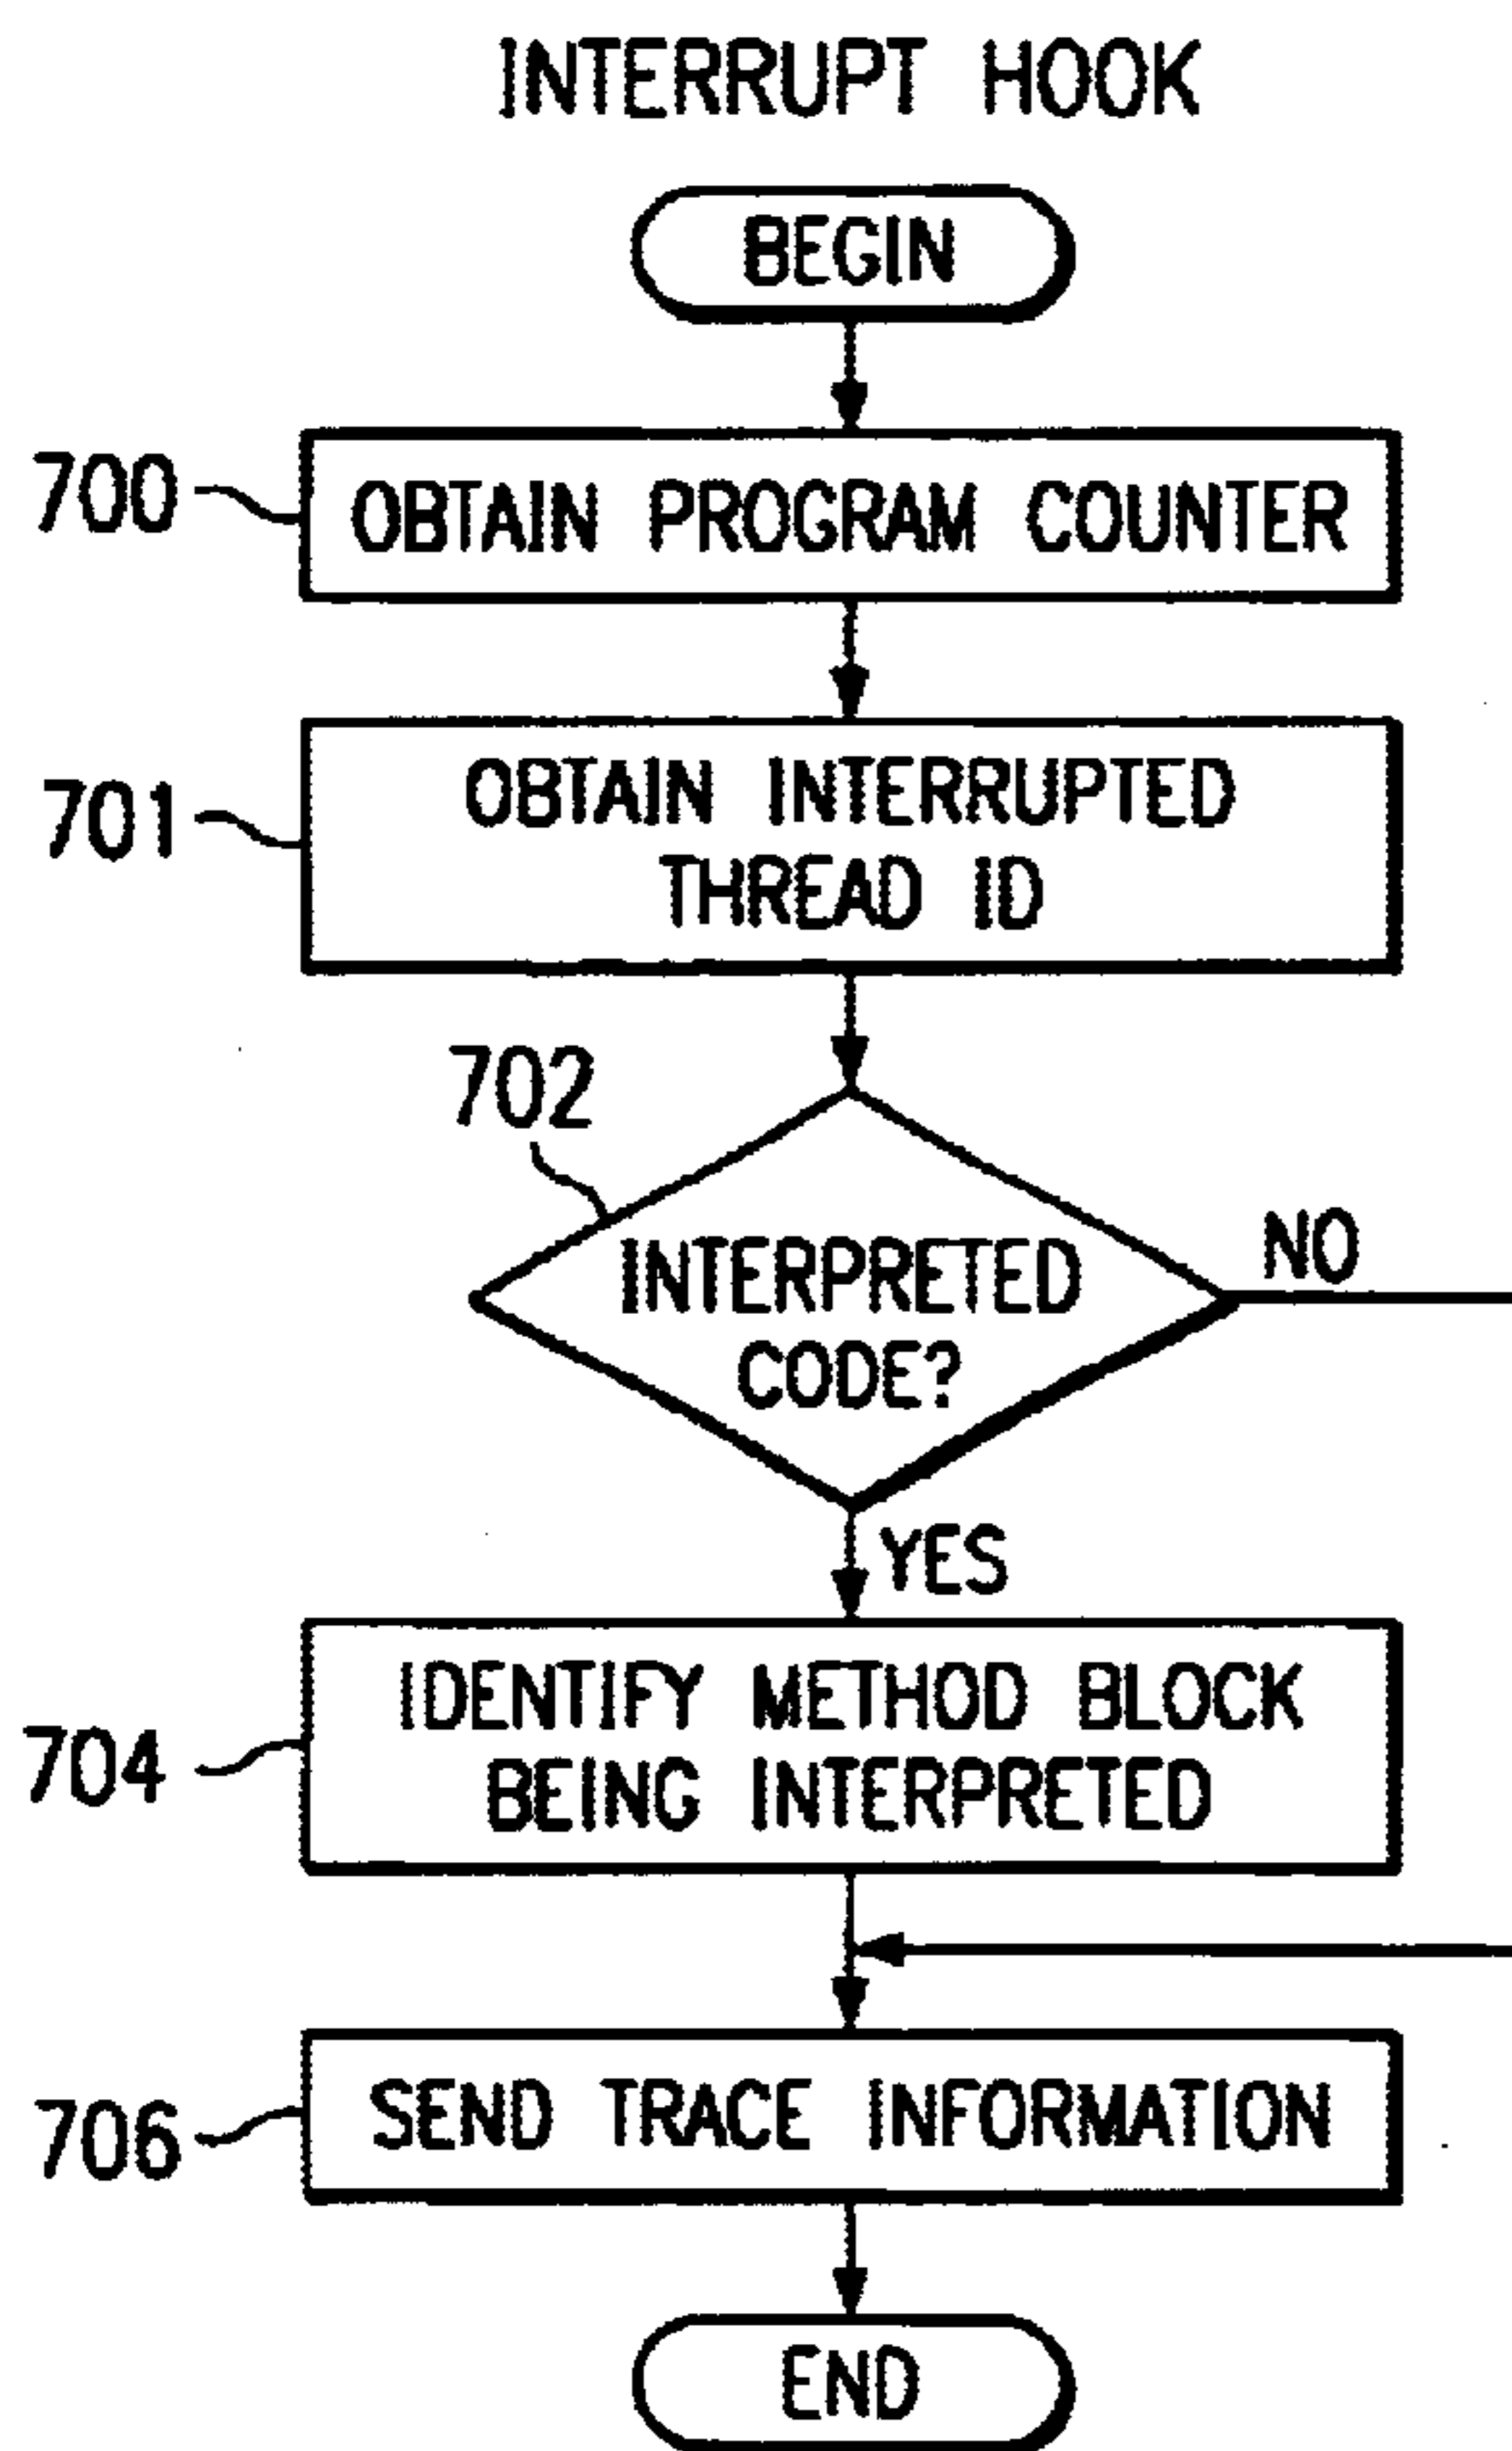 INTERRUPT HOOK
BEGIN
700
OBTAIN PROGRAM COUNTER
701
OBTAIN INTERRUPTED
THREAD ID
702
INTERPRETED
CODE?
NO
YES
704
IDENTIFY METHOD BLOCK
BEING INTERPRETED
706
SEND TRACE INFORMATION
END